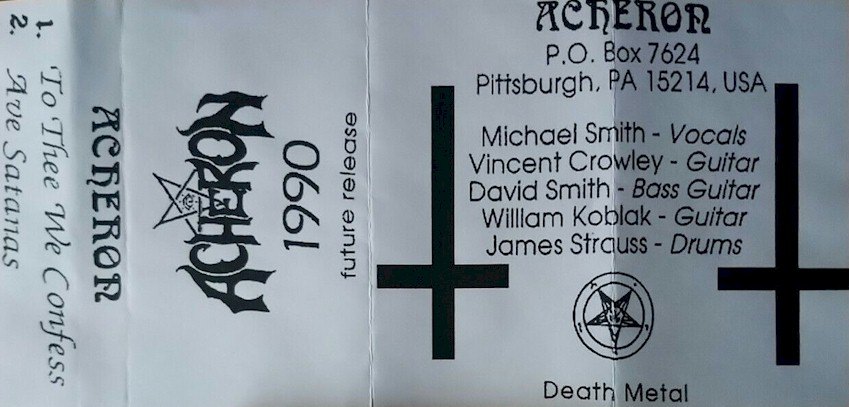 1. To Thee We Confess
2. Ave Satanas
ACHERON
ACHERON
1990
future release
ACHERON
P.O. Box 7624
Pittsburgh, PA 15214, USA
Michael Smith - Vocals
Vincent Crowley - Guitar
David Smith - Bass Guitar
Willlam Koblak - Guitar
James Strauss - Drums
Death Metal